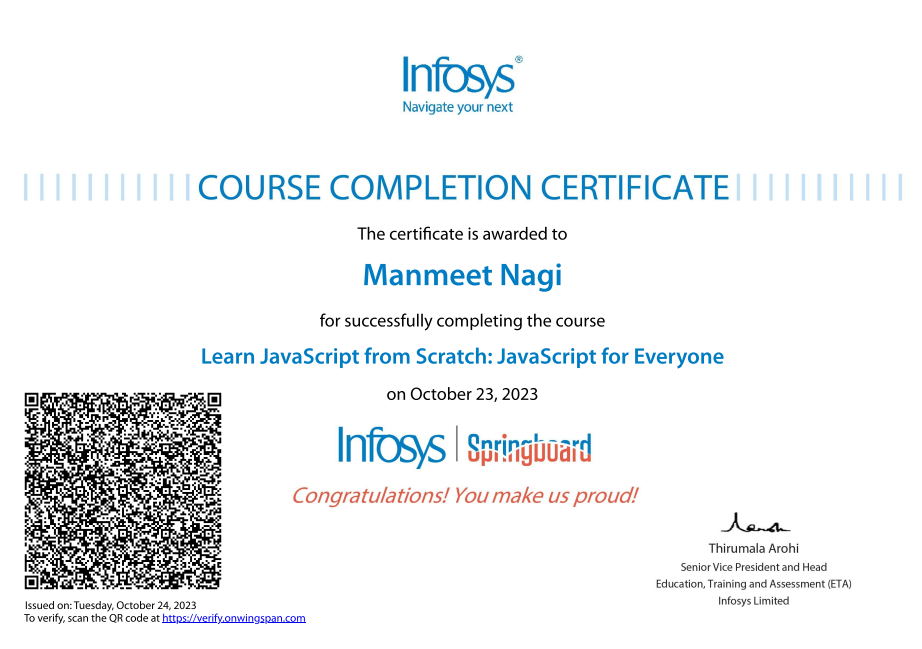 Infosys®
Navigate your next
COURSE COMPLETION CERTIFICATE
The certificate is awarded to
Manmeet Nagi
for successfully completing the course
Learn JavaScript from Scratch: JavaScript for Everyone
on October 23, 2023
Infosys | Springboard
Congratulations! You make us proud!
Thirumala Arohi
Senior Vice President and Head
Education, Training and Assessment (ETA)
Infosys Limited
Issued on: Tuesday, October 24, 2023
To verify, scan the QR code at https://verify.onwingspan.com